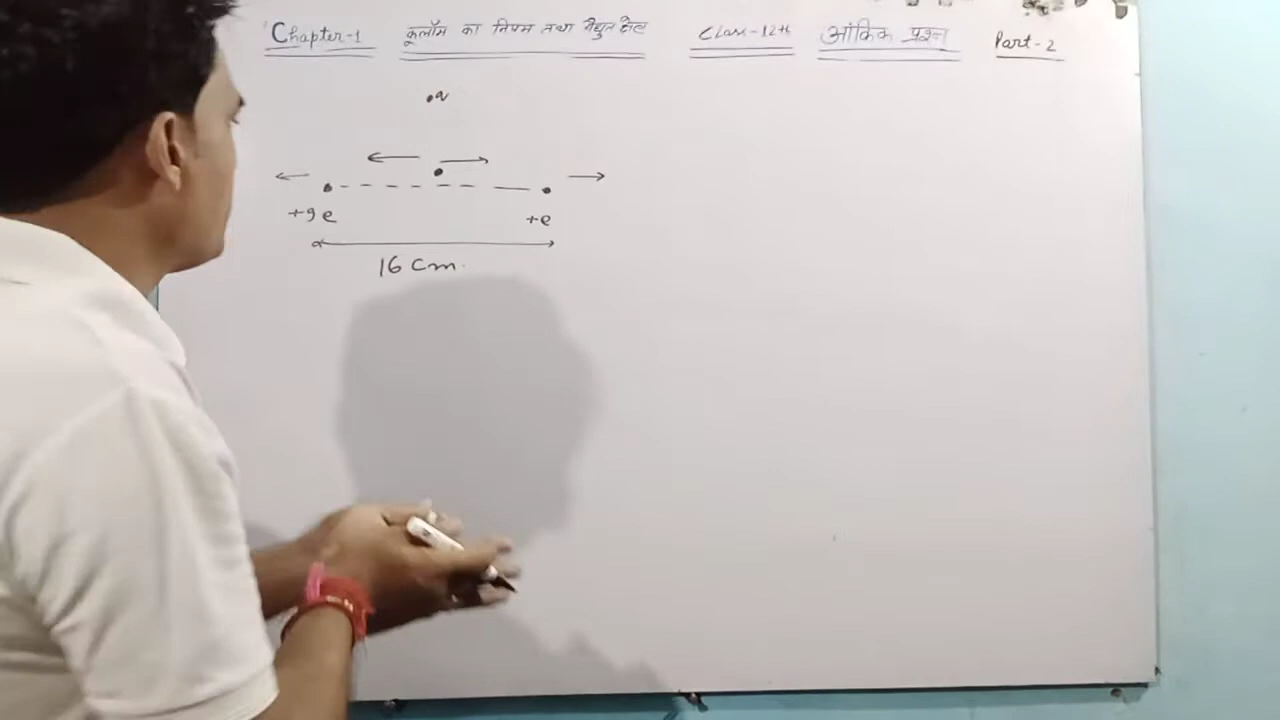 Chapter-1 कूलॉम का नियम तथा वैद्युत क्षेत्र Class-12th आंकिक प्रश्न Part-2
+9e +e
16 Cm.